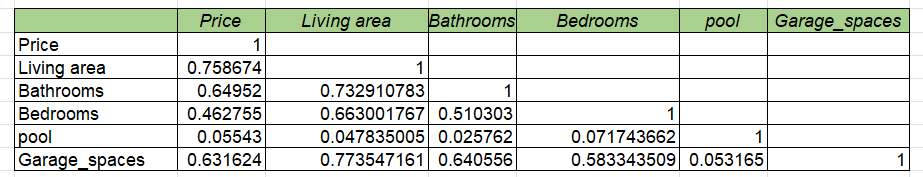 Price Living area Bathrooms Bedrooms pool Garage_spaces
Price 1
Living area 0.758674 1
Bathrooms 0.64952 0.732910783 1
Bedrooms 0.462755 0.663001767 0.510303 1
pool 0.05543 0.047835005 0.025762 0.071743662 1
Garage_spaces 0.631624 0.773547161 0.640556 0.583343509 0.053165 1